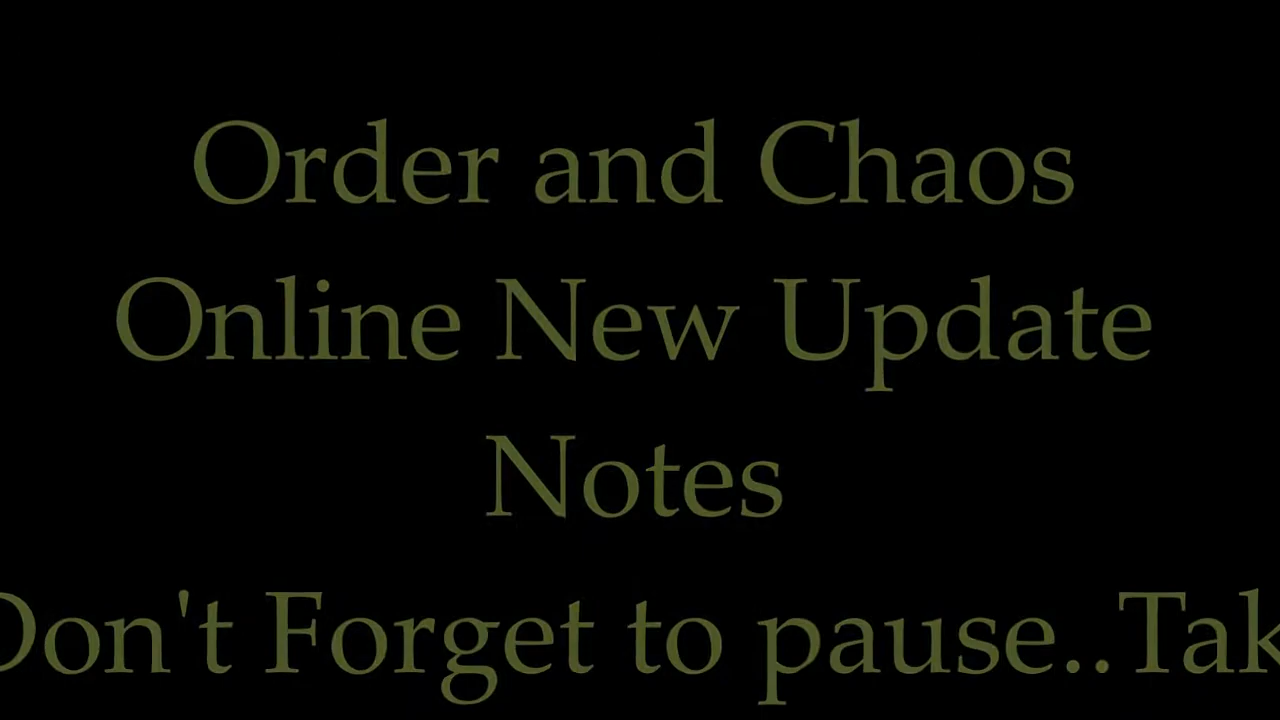 Order and Chaos
Online New Update
Notes
Don't Forget to pause..Tak